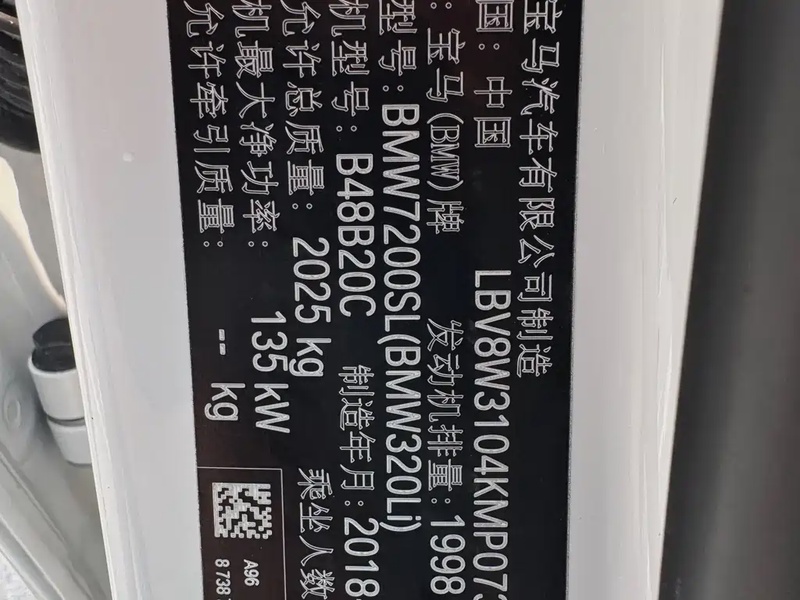 宝马汽车有限公司制造
国: 中国 LBV8W3104KMP07
: 宝马(BMW)牌 发动机排量: 1998
型号: BMW7200SL(BMW320Li)
机型号: B48B20C 制造年月: 2018
允许总质量: 2025 kg 乘坐人数
机最大净功率: 135 kW
允许牵引质量: -- kg
A96
8 738